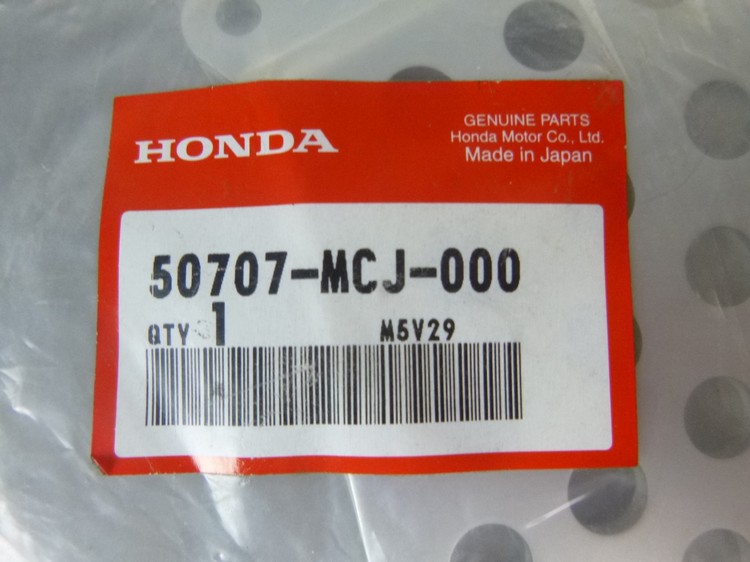 HONDA
GENUINE PARTS
Honda Motor Co., Ltd.
Made in Japan
50707-MCJ-000
QTY 1 M5V29